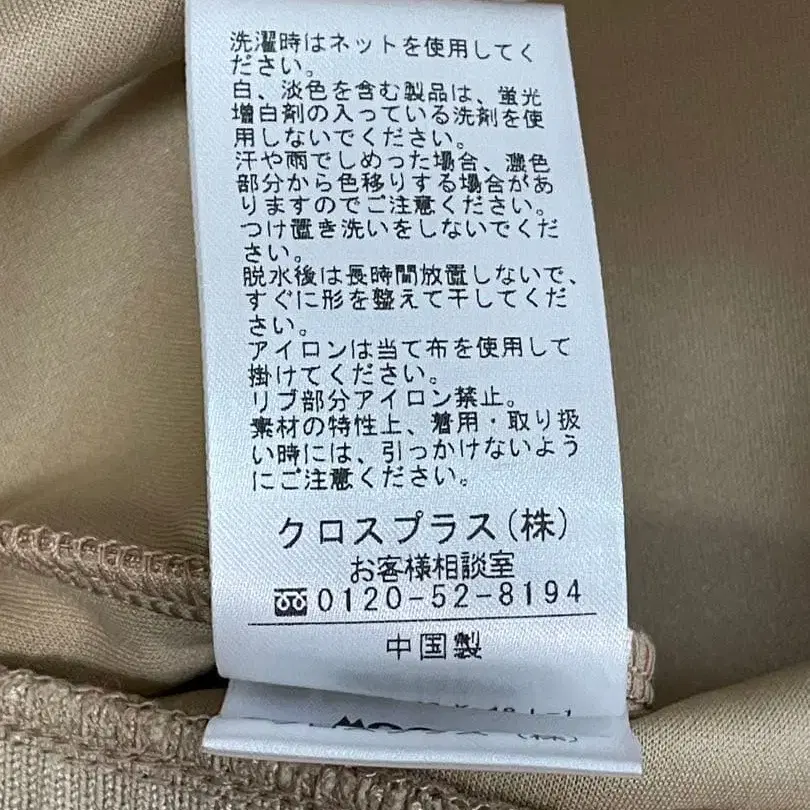 洗濯時はネットを使用してく
ださい。
白、淡色を含む製品は、蛍光
増白剤の入っている洗剤を使
用しないでください。
汗や雨でしめった場合、濃色
部分から色移りする場合があ
りますのでご注意ください。
つけ置き洗いをしないでくだ
さい。
脱水後は長時間放置しないで、
すぐに形を整えて干してくだ
さい。
アイロンは当て布を使用して
掛けてください。
リブ部分アイロン禁止。
素材の特性上、着用・取り扱
い時には、引っかけないよう
にご注意ください。
クロスプラス(株)
お客様相談室
0120-52-8194
中国製
(株)